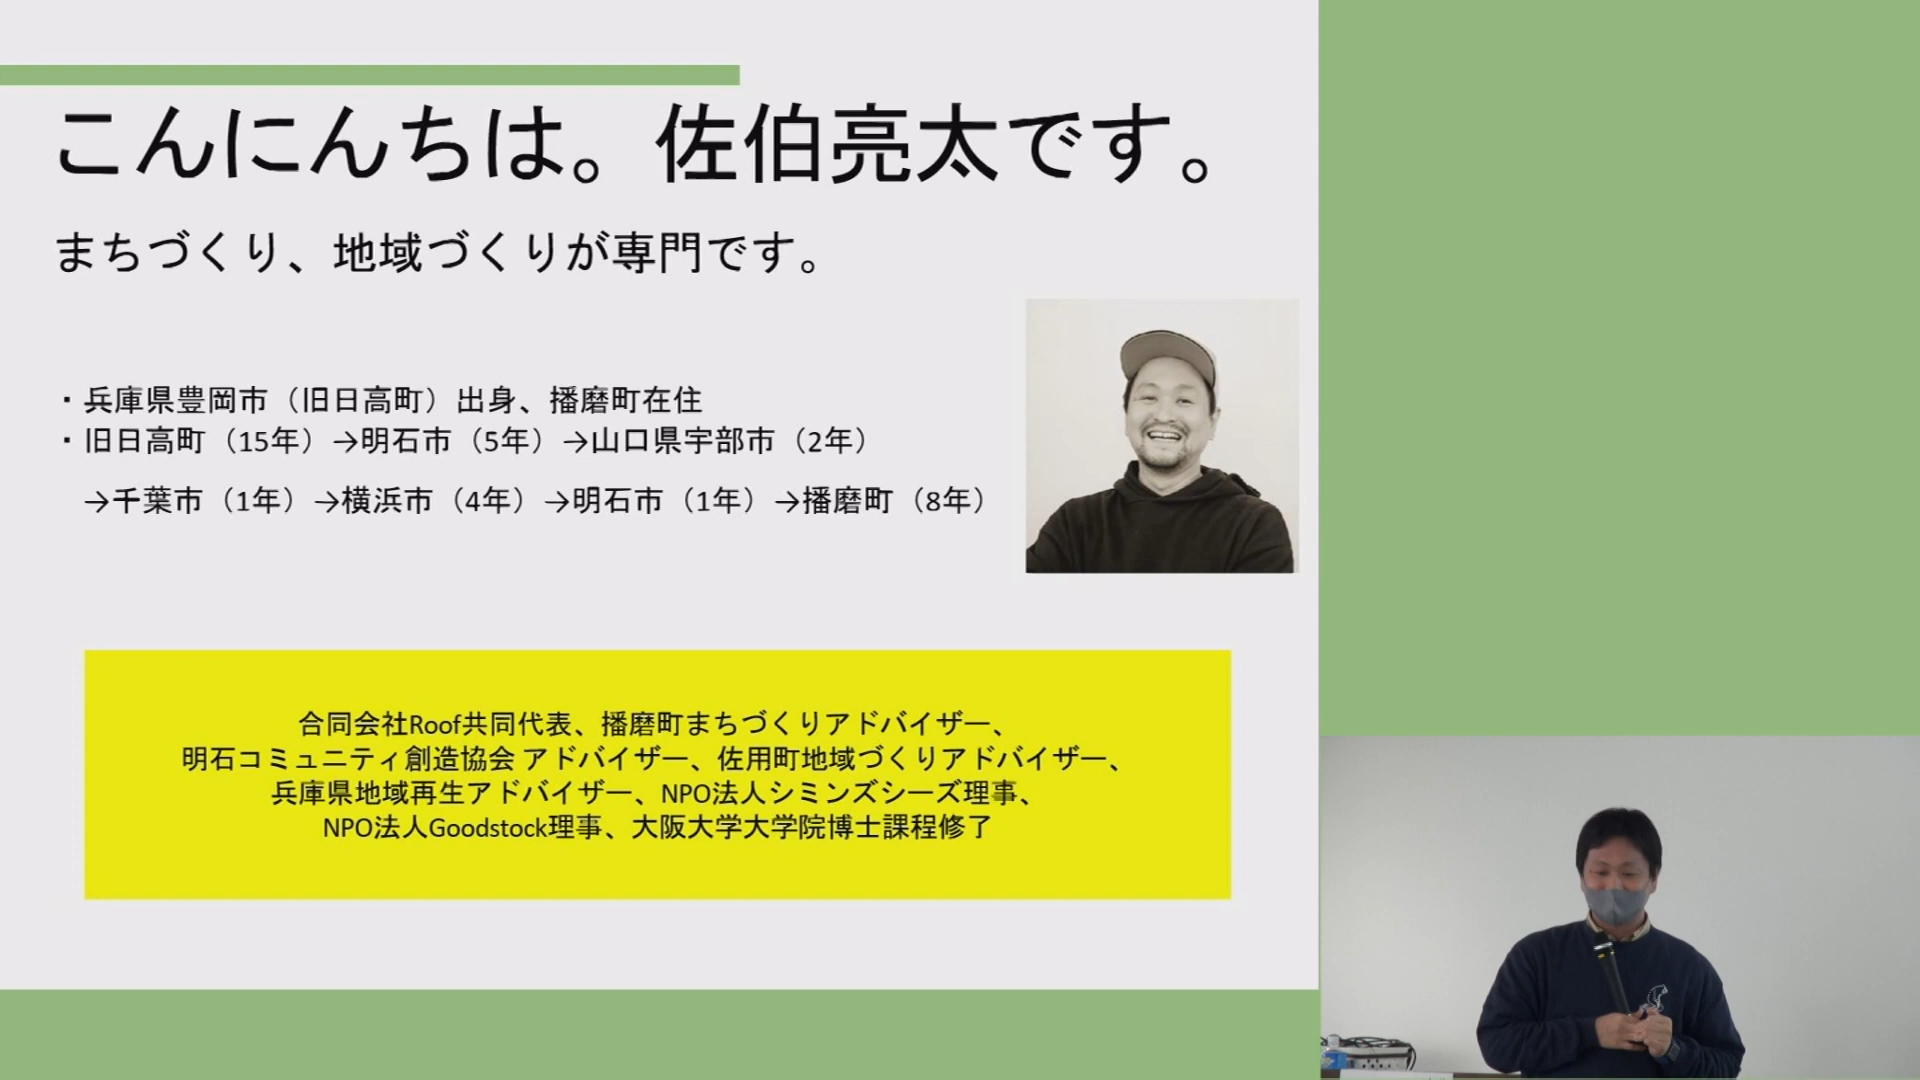 こんにんちは。佐伯亮太です。
まちづくり、地域づくりが専門です。
・兵庫県豊岡市（旧日高町）出身、播磨町在住
・旧日高町（15年）→明石市（5年）→山口県宇部市（2年）
→千葉市（1年）→横浜市（4年）→明石市（1年）→播磨町（8年）
合同会社Roof共同代表、播磨町まちづくりアドバイザー、
明石コミュニティ創造協会 アドバイザー、佐用町地域づくりアドバイザー、
兵庫県地域再生アドバイザー、NPO法人シミンズシーズ理事、
NPO法人Goodstock理事、大阪大学大学院博士課程修了